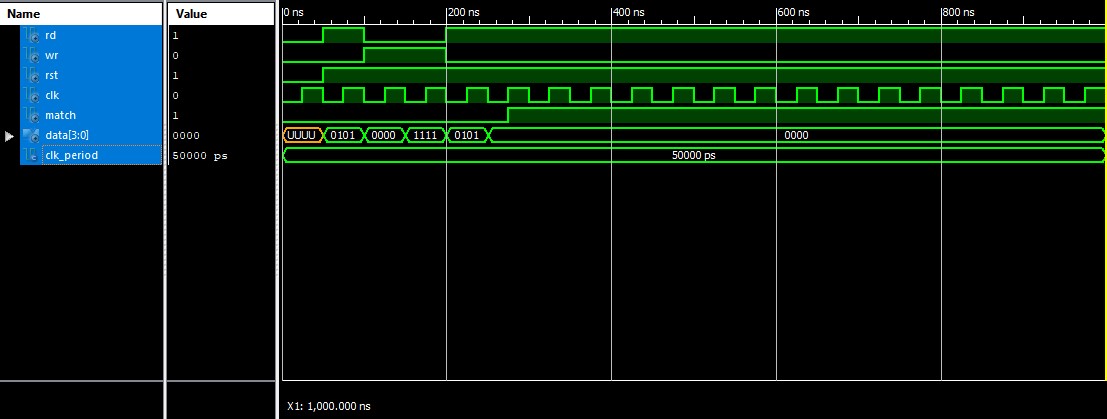 Name Value 0 ns 200 ns 400 ns 600 ns 800 ns
rd 1
wr 0
rst 1
clk 0
match 1
data[3:0] 0000 UUUU 0101 0000 1111 0101 0000
clk_period 50000 ps 50000 ps
X1: 1,000.000 ns